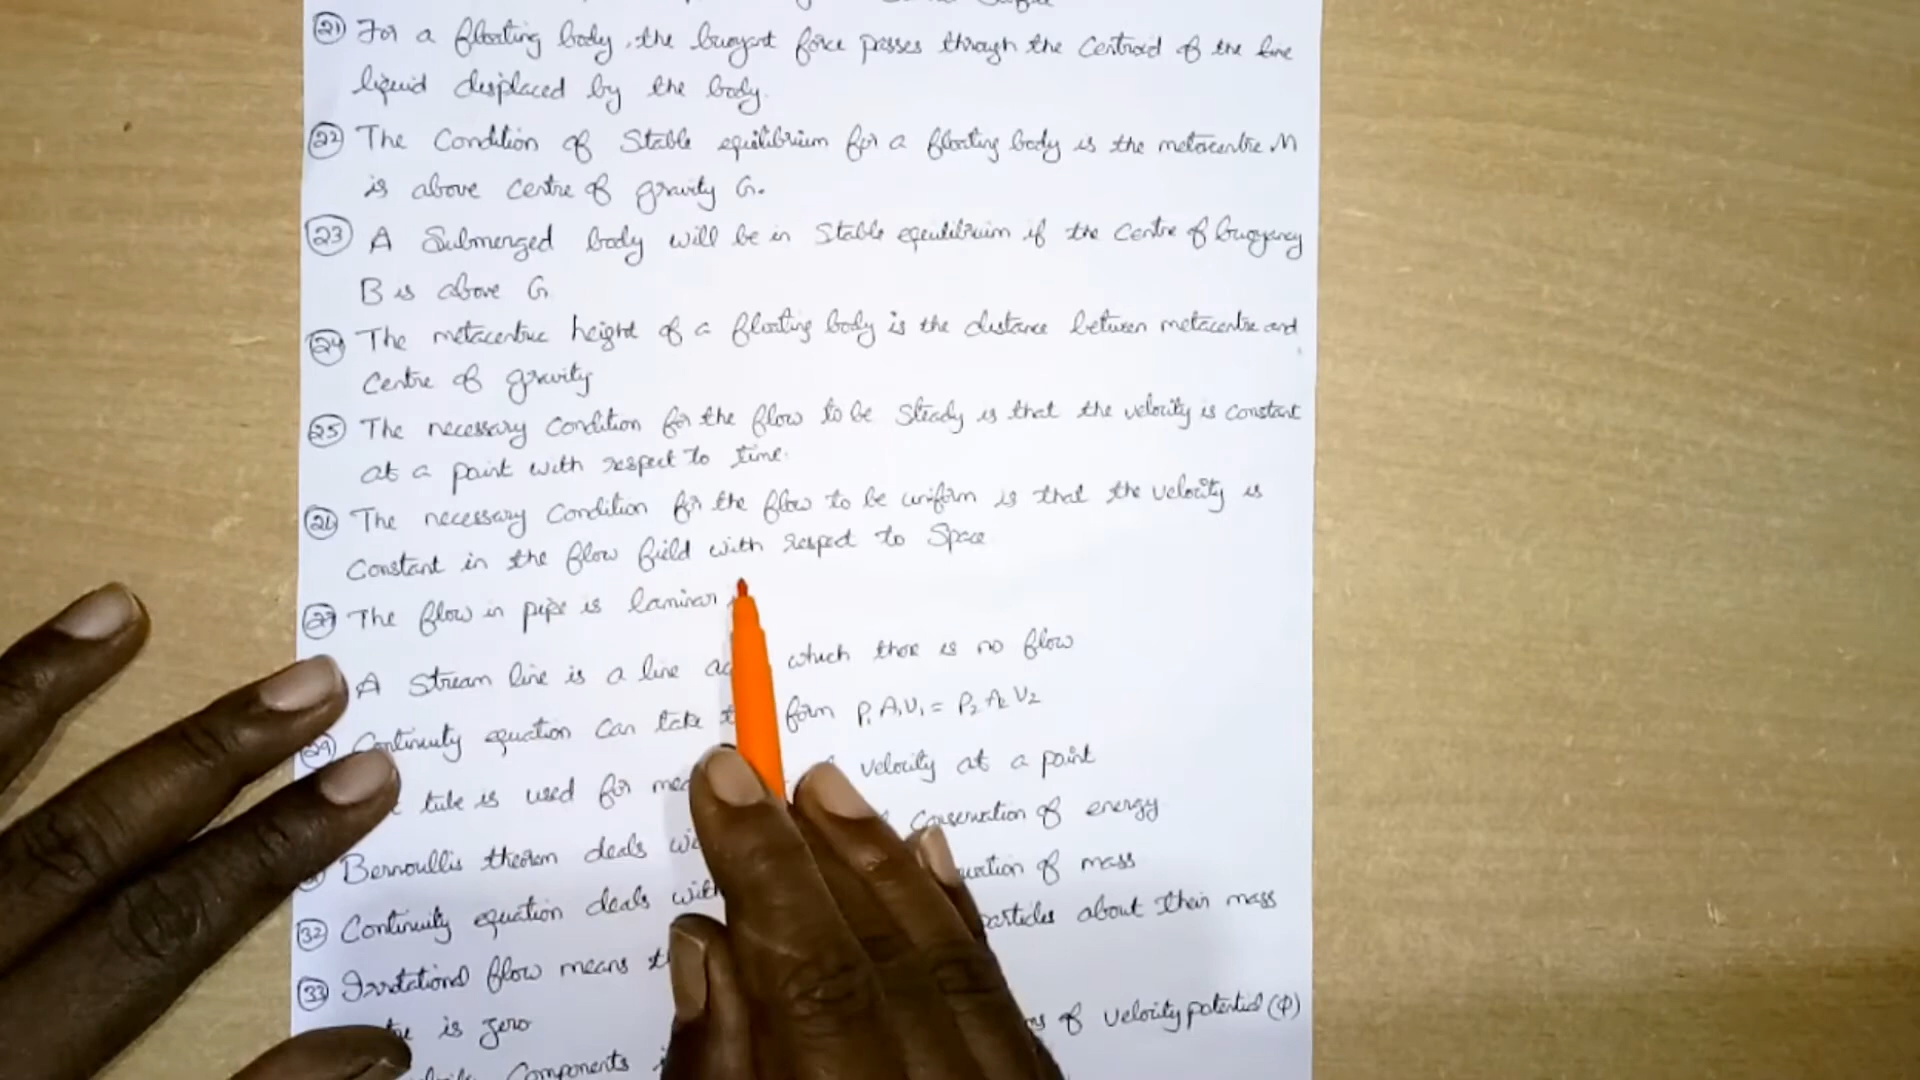 (21) For a floating body, the buoyant force passes through the Centroid of the line
liquid displaced by the body.
(22) The Condition of Stable equilibrium for a floating body is the metacentre M
is above Centre of gravity G.
(23) A Submerged body will be in Stable equilibrium if the Centre of buoyancy
B is above G
(24) The metacentric height of a floating body is the distance between metacentre and
Centre of gravity
(25) The necessary Condition for the flow to be Steady is that the velocity is constant
at a point with respect to time.
(26) The necessary Condition for the flow to be uniform is that the velocity is
Constant in the flow field with respect to Space
(27) The flow in pipe is laminar
A Stream line is a line which there is no flow
(29) Continuity equation can take form ρ₁A₁V₁ = ρ₂A₂V₂
tube is used for velocity at a point
Bernoullis theorem deals Conservation of energy
(32) Continuity equation deals with of mass
particles about their mass
(33) Irrotational flow means
is zero
of velocity potential (φ)
Components